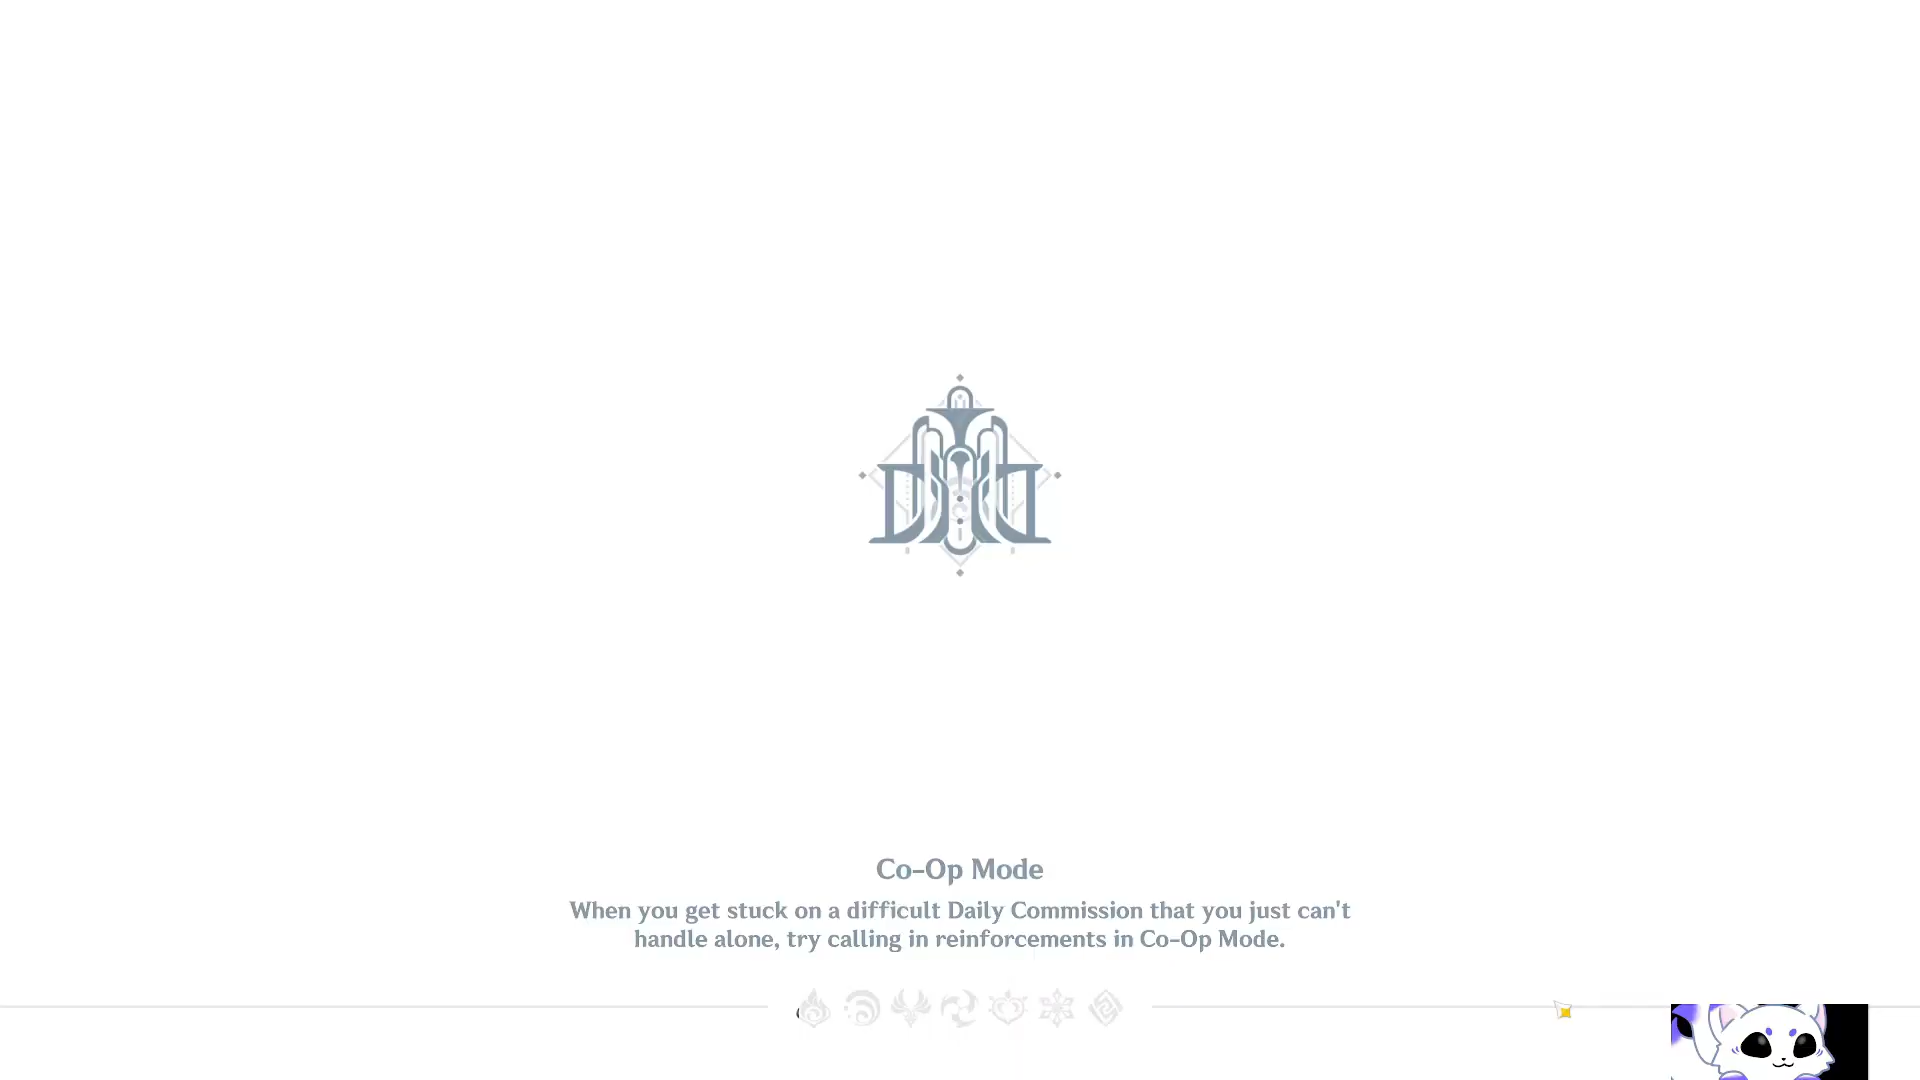 Co-Op Mode
When you get stuck on a difficult Daily Commission that you just can't
handle alone, try calling in reinforcements in Co-Op Mode.